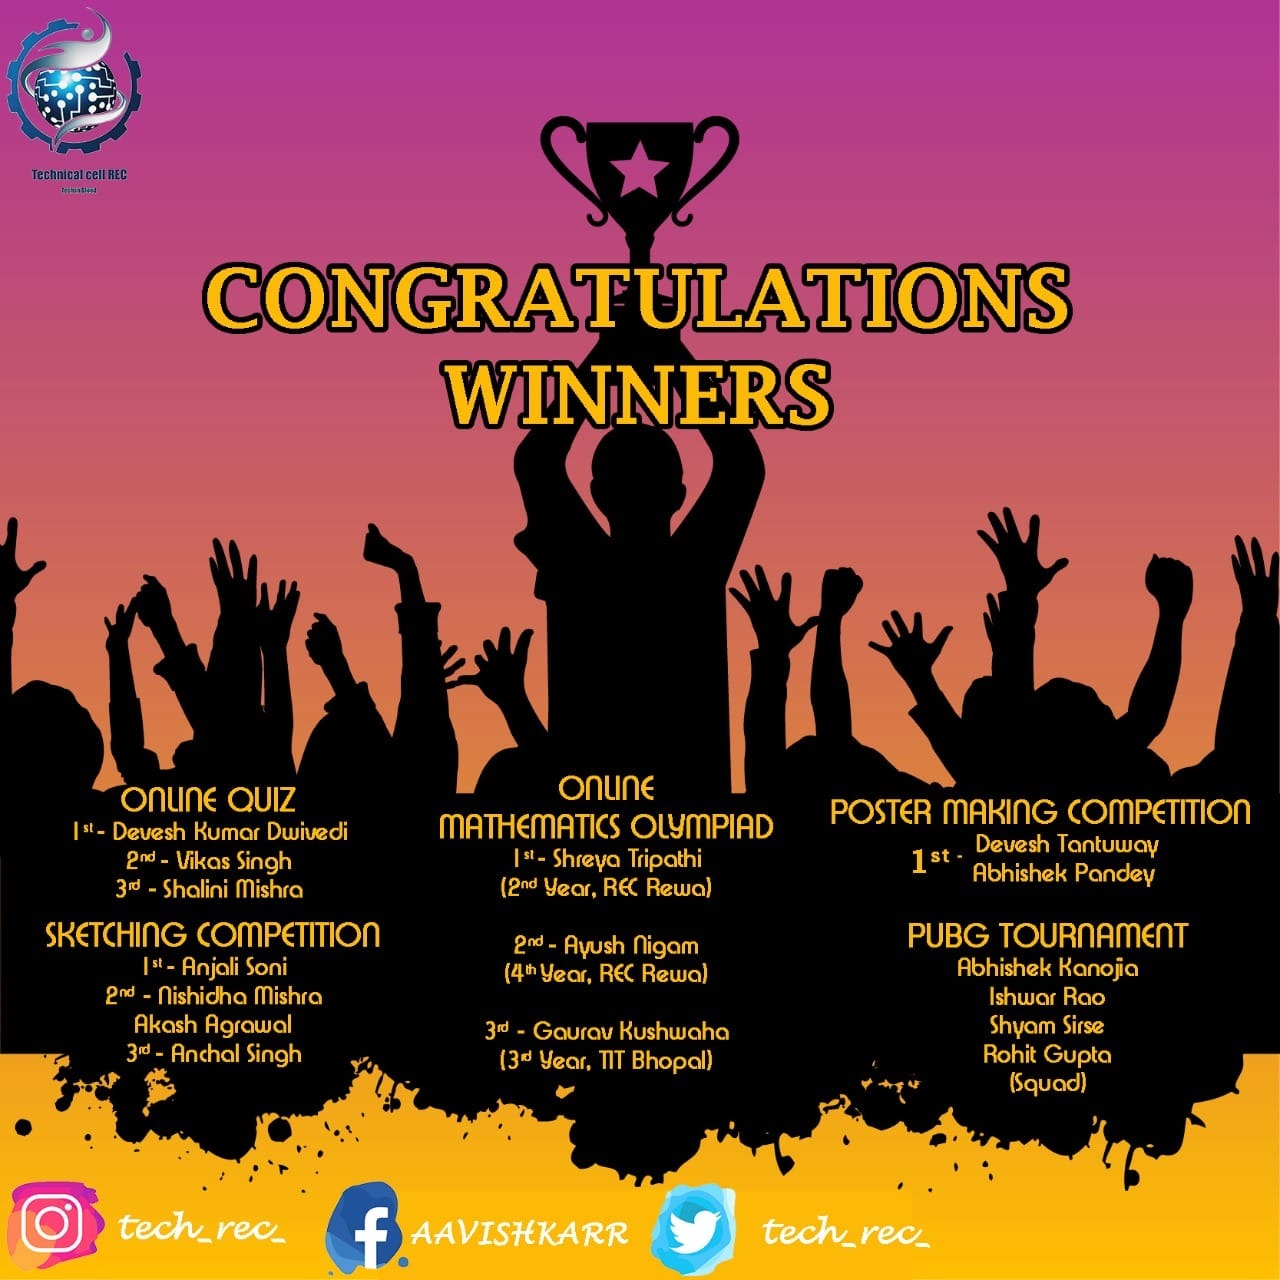 Technical cell REC
CONGRATULATIONS
WINNERS
ONLINE QUIZ
1st - Devesh Kumar Dwivedi
2nd - Vikas Singh
3rd - Shalini Mishra
SKETCHING COMPETITION
1st - Anjali Soni
2nd - Nishidha Mishra
Akash Agrawal
3rd - Anchal Singh
ONLINE
MATHEMATICS OLYMPIAD
1st - Shreya Tripathi
(2nd Year, REC Rewa)
2nd - Ayush Nigam
(4th Year, REC Rewa)
3rd - Gaurav Kushwaha
(3rd Year, TIT Bhopal)
POSTER MAKING COMPETITION
1st - Devesh Tantuway
Abhishek Pandey
PUBG TOURNAMENT
Abhishek Kanojia
Ishwar Rao
Shyam Sirse
Rohit Gupta
(Squad)
tech_rec_
AAVISHKARR
tech_rec_